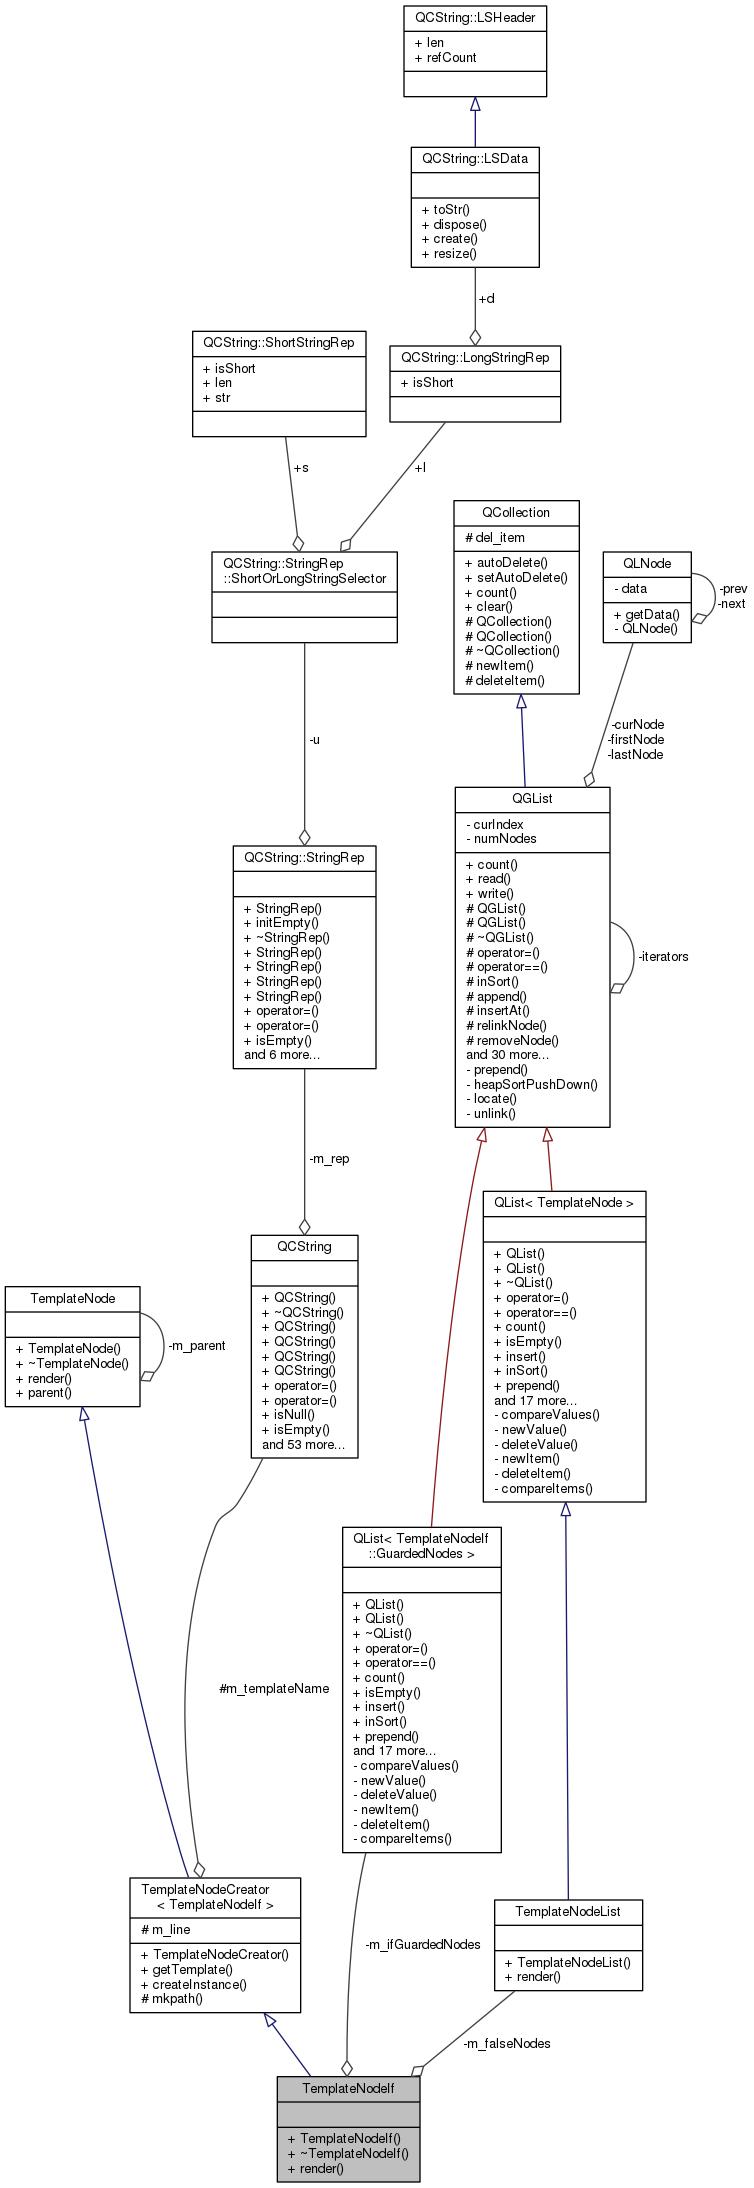 QCString::LSHeader
+ len
+ refCount
QCString::LSData
+ toStr()
+ dispose()
+ create()
+ resize()
+d
QCString::ShortStringRep
+ isShort
+ len
+ str
QCString::LongStringRep
+ isShort
+s
+l
QCString::StringRep
::ShortOrLongStringSelector
QCollection
# del_item
+ autoDelete()
+ setAutoDelete()
+ count()
+ clear()
# QCollection()
# QCollection()
# ~QCollection()
# newItem()
# deleteItem()
QLNode
- data
+ getData()
- QLNode()
-prev
-next
-u
-curNode
-firstNode
-lastNode
QGList
- curIndex
- numNodes
+ count()
+ read()
+ write()
# QGList()
# QGList()
# ~QGList()
# operator=()
# operator==()
# inSort()
# append()
# insertAt()
# relinkNode()
# removeNode()
and 30 more...
- prepend()
- heapSortPushDown()
- locate()
- unlink()
-iterators
QCString::StringRep
+ StringRep()
+ initEmpty()
+ ~StringRep()
+ StringRep()
+ StringRep()
+ StringRep()
+ StringRep()
+ operator=()
+ operator=()
+ isEmpty()
and 6 more...
-m_rep
QList< TemplateNode >
+ QList()
+ QList()
+ ~QList()
+ operator=()
+ operator==()
+ count()
+ isEmpty()
+ insert()
+ inSort()
+ prepend()
and 17 more...
- compareValues()
- newValue()
- deleteValue()
- newItem()
- deleteItem()
- compareItems()
QCString
+ QCString()
+ ~QCString()
+ QCString()
+ QCString()
+ QCString()
+ QCString()
+ operator=()
+ operator=()
+ isNull()
+ isEmpty()
and 53 more...
TemplateNode
+ TemplateNode()
+ ~TemplateNode()
+ render()
+ parent()
-m_parent
QList< TemplateNodeIf
::GuardedNodes >
+ QList()
+ QList()
+ ~QList()
+ operator=()
+ operator==()
+ count()
+ isEmpty()
+ insert()
+ inSort()
+ prepend()
and 17 more...
- compareValues()
- newValue()
- deleteValue()
- newItem()
- deleteItem()
- compareItems()
#m_templateName
TemplateNodeCreator
< TemplateNodeIf >
# m_line
+ TemplateNodeCreator()
+ getTemplate()
+ createInstance()
# mkpath()
-m_ifGuardedNodes
TemplateNodeList
+ TemplateNodeList()
+ render()
-m_falseNodes
TemplateNodeIf
+ TemplateNodeIf()
+ ~TemplateNodeIf()
+ render()